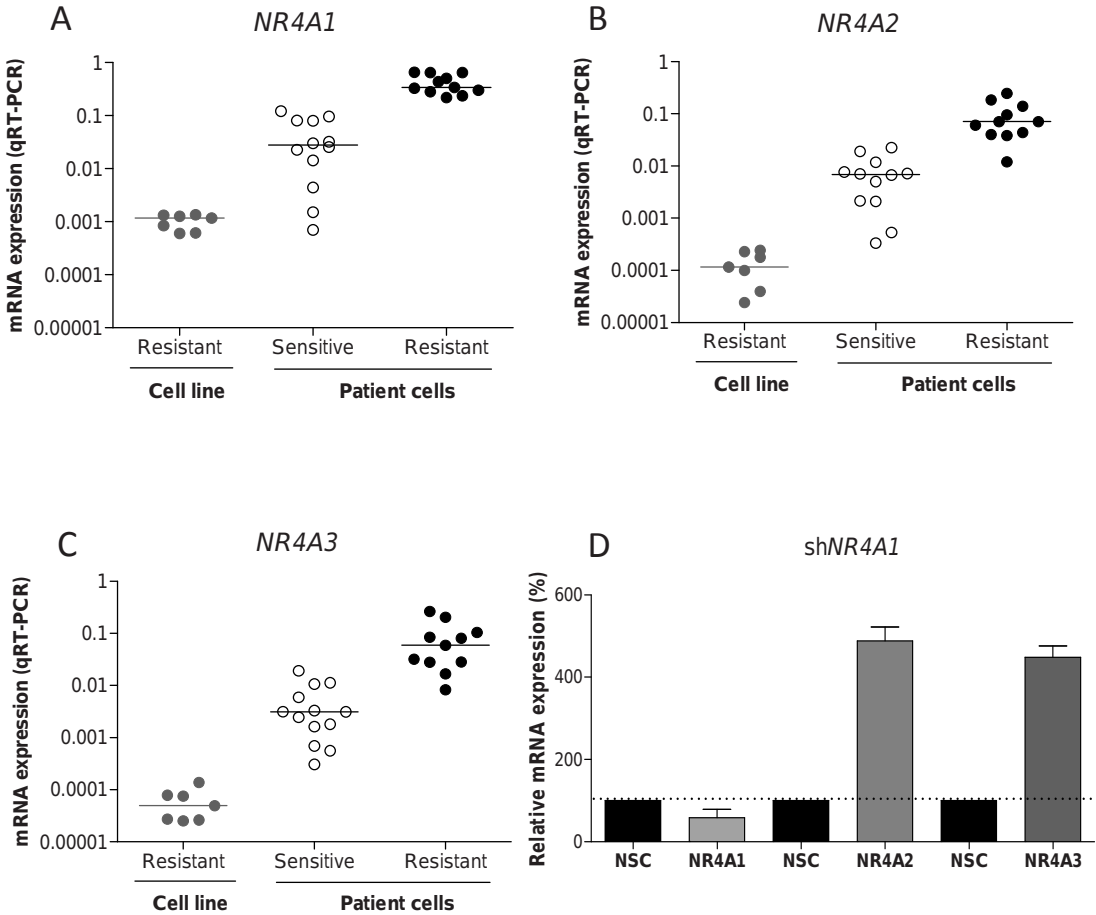 A
NR4A1
mRNA expression (qRT-PCR)
1
0.1
0.01
0.001
0.0001
0.00001
Resistant
Sensitive
Resistant
Cell line
Patient cells
B
NR4A2
mRNA expression (qRT-PCR)
1
0.1
0.01
0.001
0.0001
0.00001
Resistant
Sensitive
Resistant
Cell line
Patient cells
C
NR4A3
mRNA expression (qRT-PCR)
1
0.1
0.01
0.001
0.0001
0.00001
Resistant
Sensitive
Resistant
Cell line
Patient cells
D
shNR4A1
Relative mRNA expression (%)
600
400
200
0
NSC
NR4A1
NSC
NR4A2
NSC
NR4A3